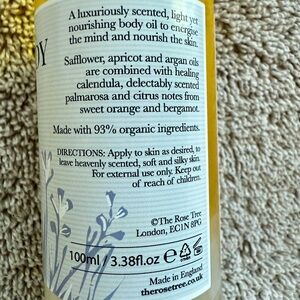 A luxuriously scented, light yet
nourishing body oil to energise
the mind and nourish the skin.
Safflower, apricot and argan oils
are combined with healing
calendula, delectably scented
palmarosa and citrus notes from
sweet orange and bergamot.
Made with 93% organic ingredients.
DIRECTIONS: Apply to skin as desired, to
leave heavenly scented, soft and silky skin.
For external use only. Keep out
of reach of children.
©The Rose Tree
London, EC1N 8PG
100ml / 3.38fl.oz
Made in England
therosetree.co.uk